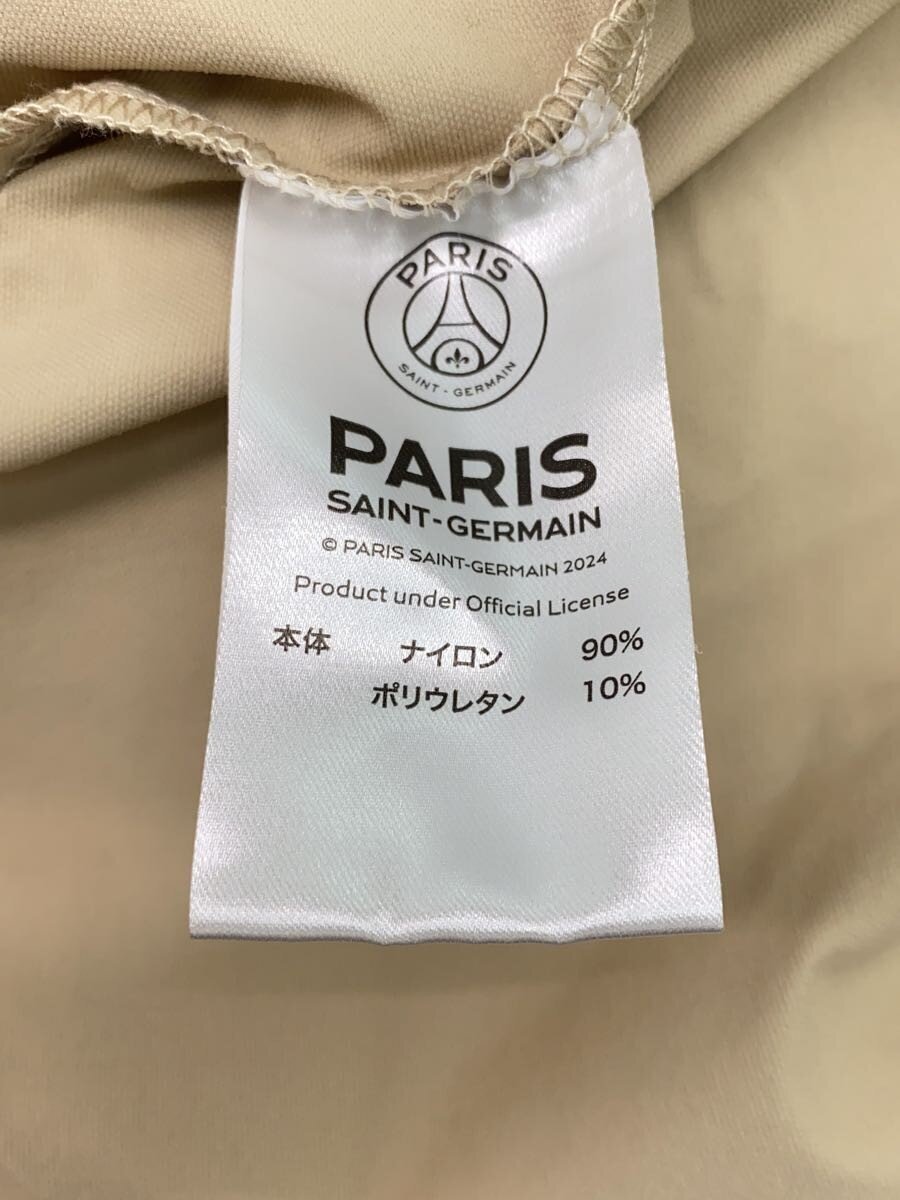 PARIS
SAINT-GERMAIN
PARIS
SAINT-GERMAIN
© PARIS SAINT-GERMAIN 2024
Product under Official License
本体 ナイロン 90%
ポリウレタン 10%